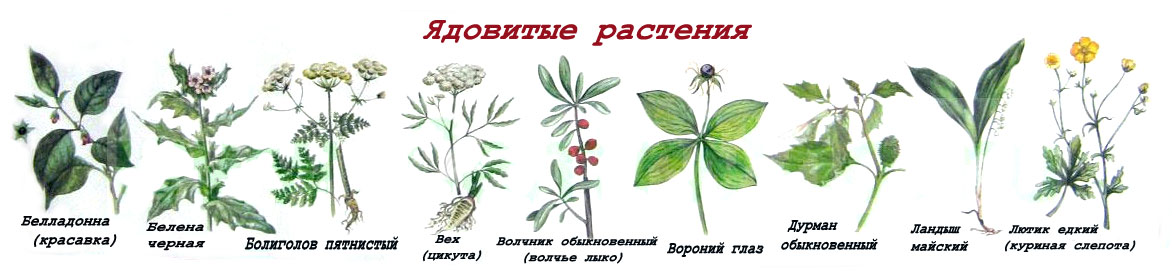 Ядовитые растения
Белладонна
(красавка)
Белена
черная
Болиголов пятнистый
Вех
(цикута)
Волчник обыкновенный
(волчье лыко)
Вороний глаз
Дурман
обыкновенный
Ландыш
майский
Лютик едкий
(куриная слепота)